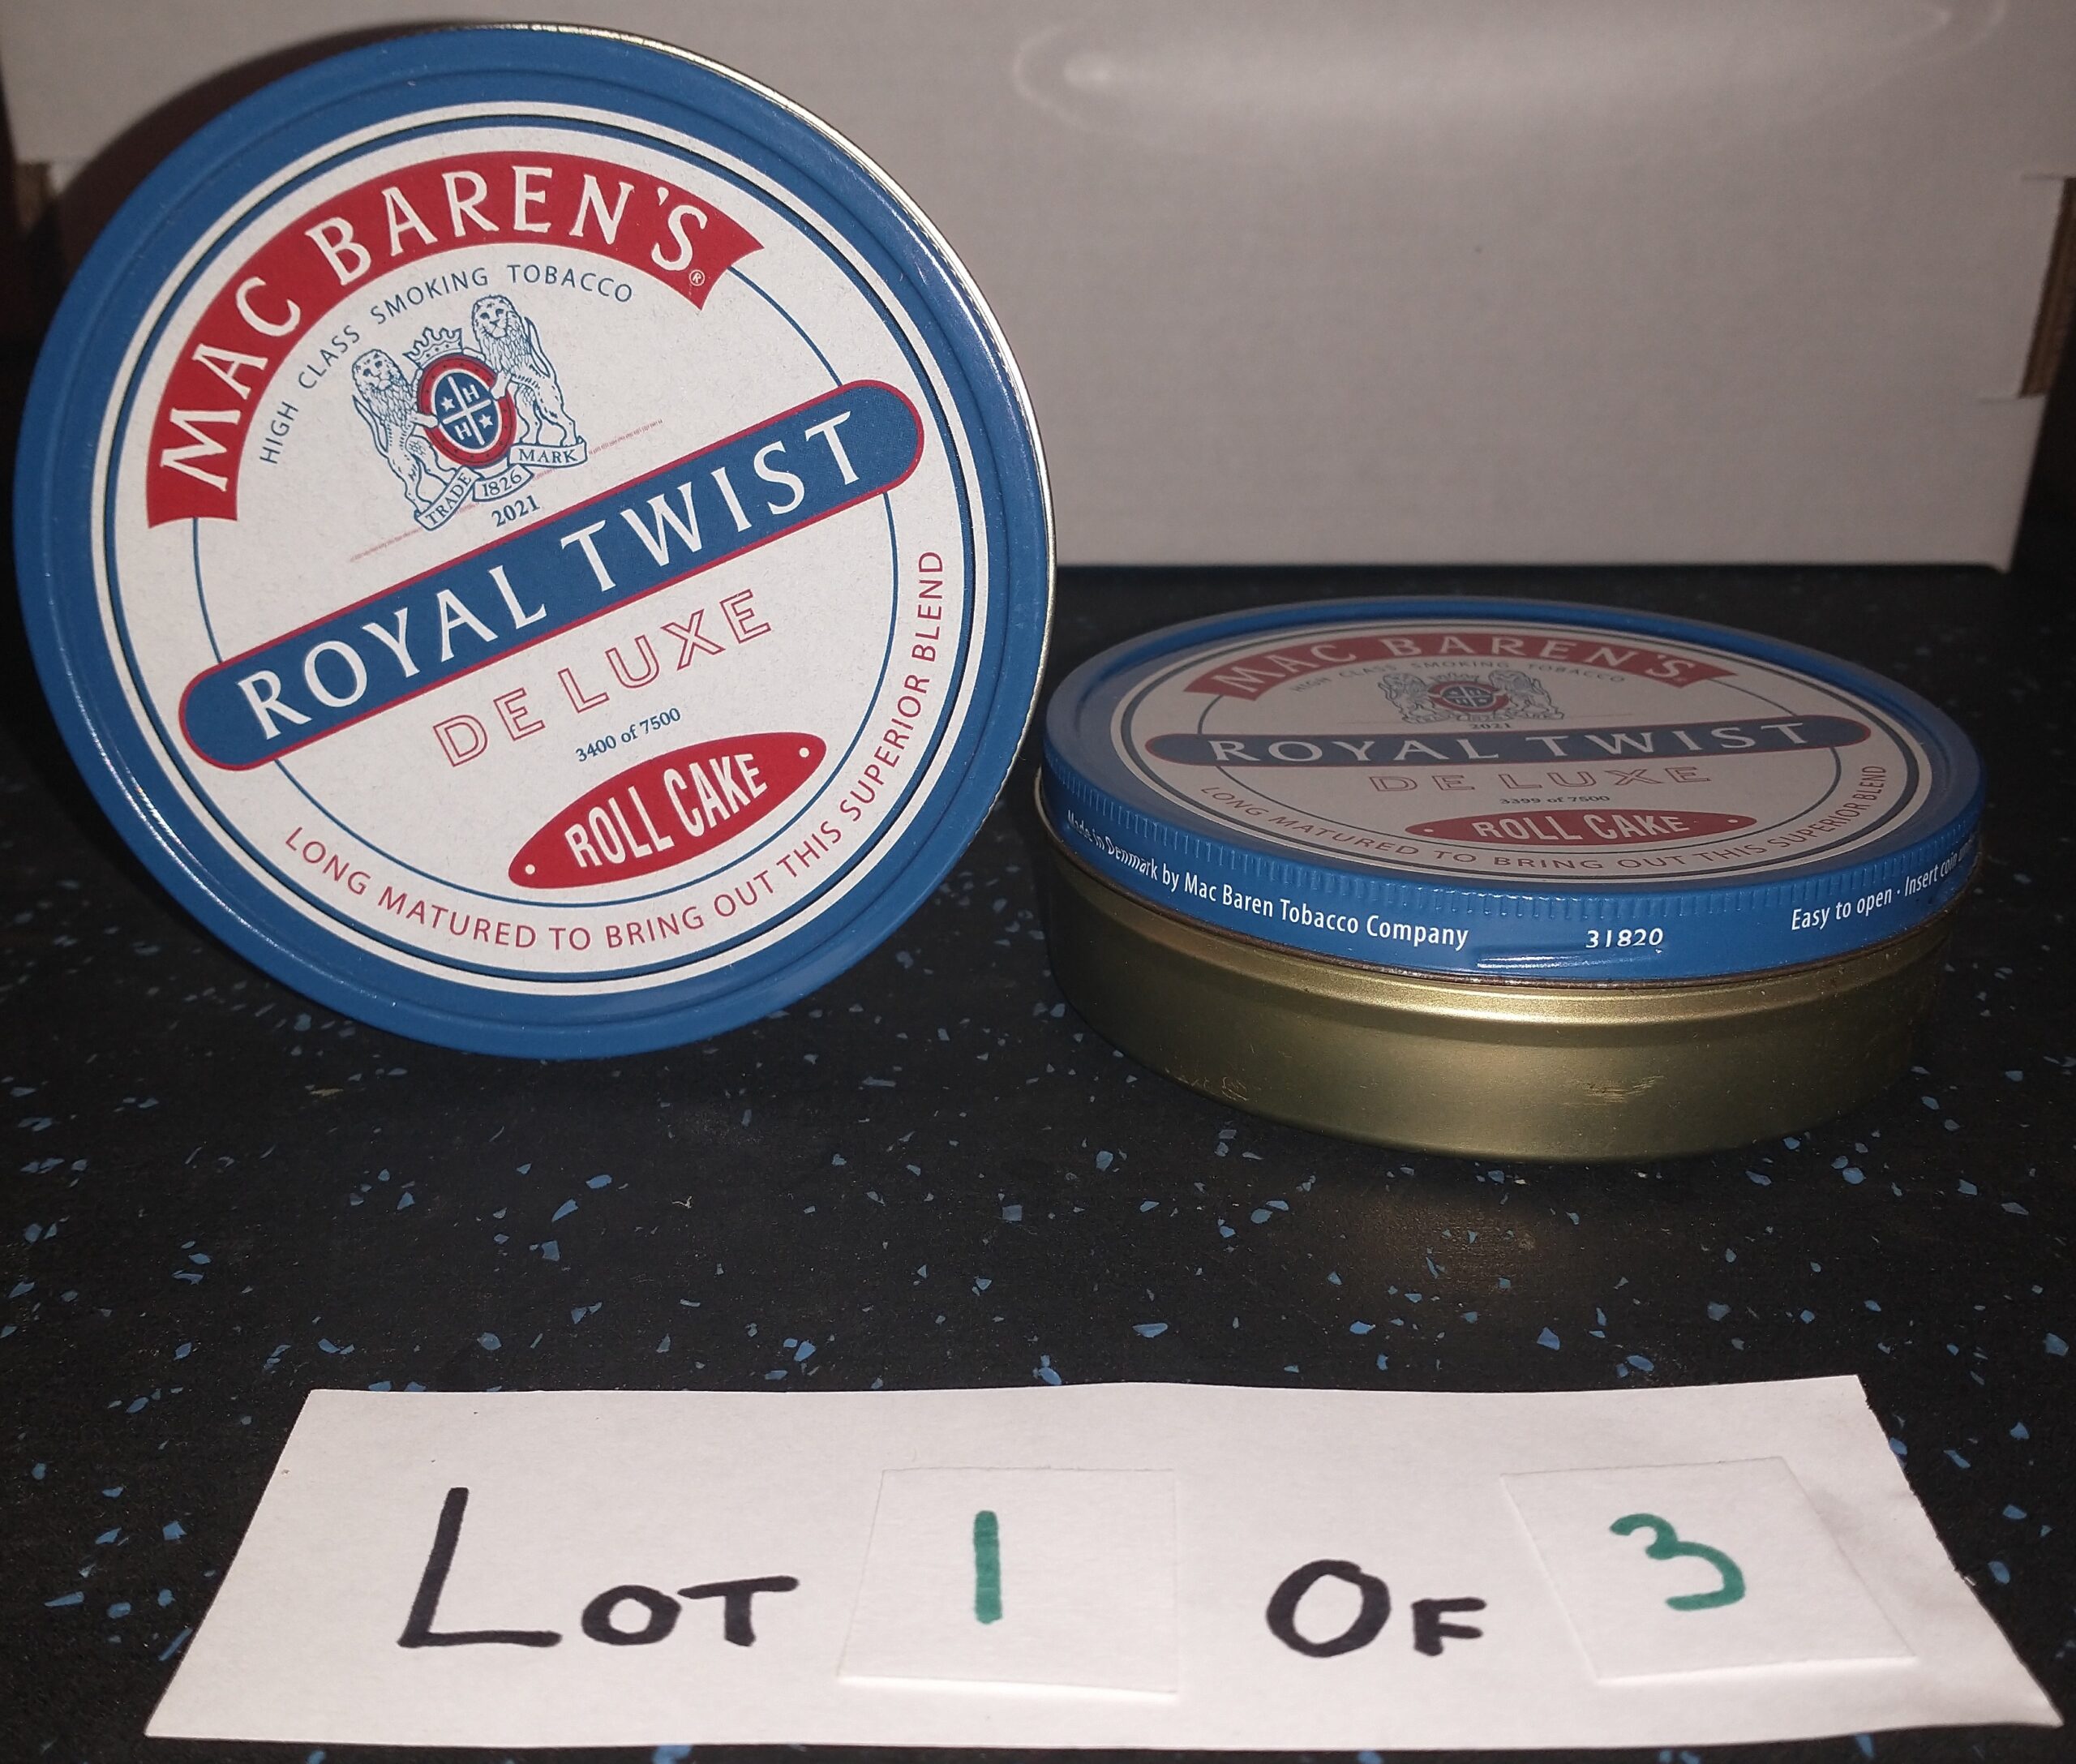 MAC BAREN'S®
HIGH CLASS SMOKING TOBACCO
H
H
TRADE 1826 MARK
2021
ROYAL TWIST
DE LUXE
3400 of 7500
ROLL CAKE
LONG MATURED TO BRING OUT THIS SUPERIOR BLEND
MAC BAREN'S
HIGH CLASS SMOKING TOBACCO
2021
ROYAL TWIST
DE LUXE
3399 of 7500
ROLL CAKE
LONG MATURED TO BRING OUT THIS SUPERIOR BLEND
Made in Denmark by Mac Baren Tobacco Company
31820
Easy to open · Insert coin
LOT 1 OF 3